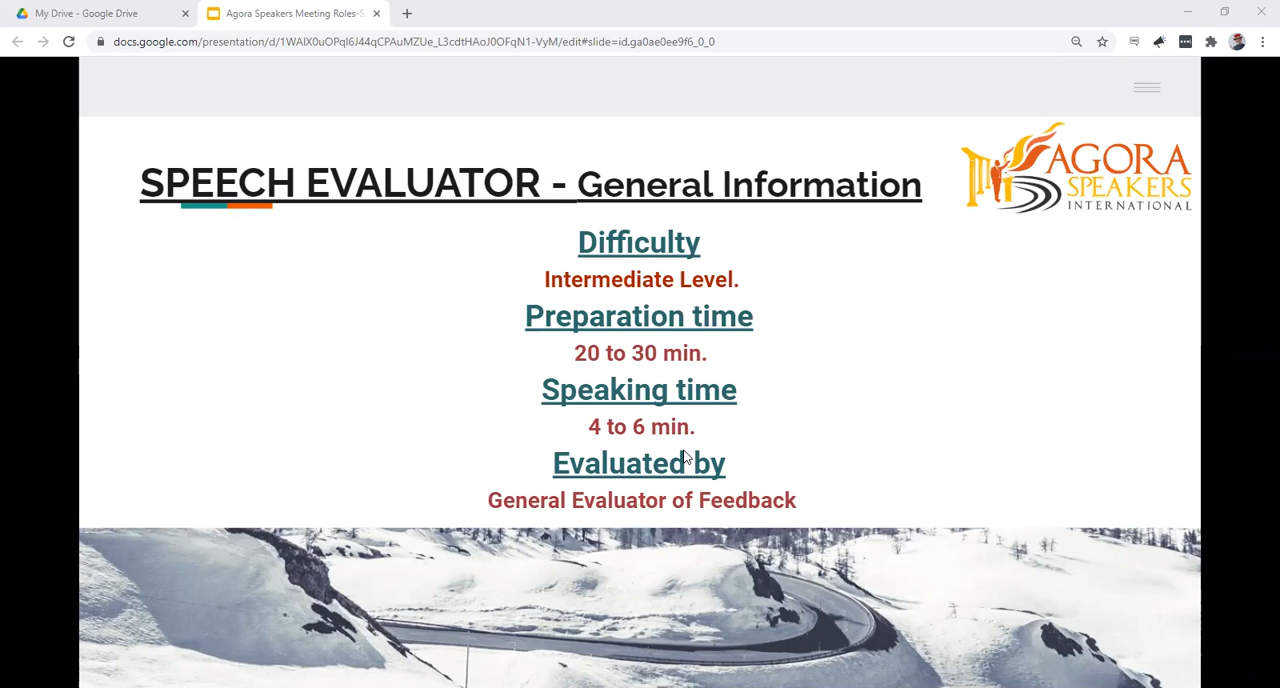 My Drive - Google Drive
Agora Speakers Meeting Roles-S
docs.google.com/presentation/d/1WAIX0uOPqI6J44qCPAuMZUe_L3cdtHAoJ0OFqN1-VyM/edit#slide=id.ga0ae0ee9f6_0_0
SPEECH EVALUATOR - General Information
AGORA
SPEAKERS
INTERNATIONAL
Difficulty
Intermediate Level.
Preparation time
20 to 30 min.
Speaking time
4 to 6 min.
Evaluated by
General Evaluator of Feedback